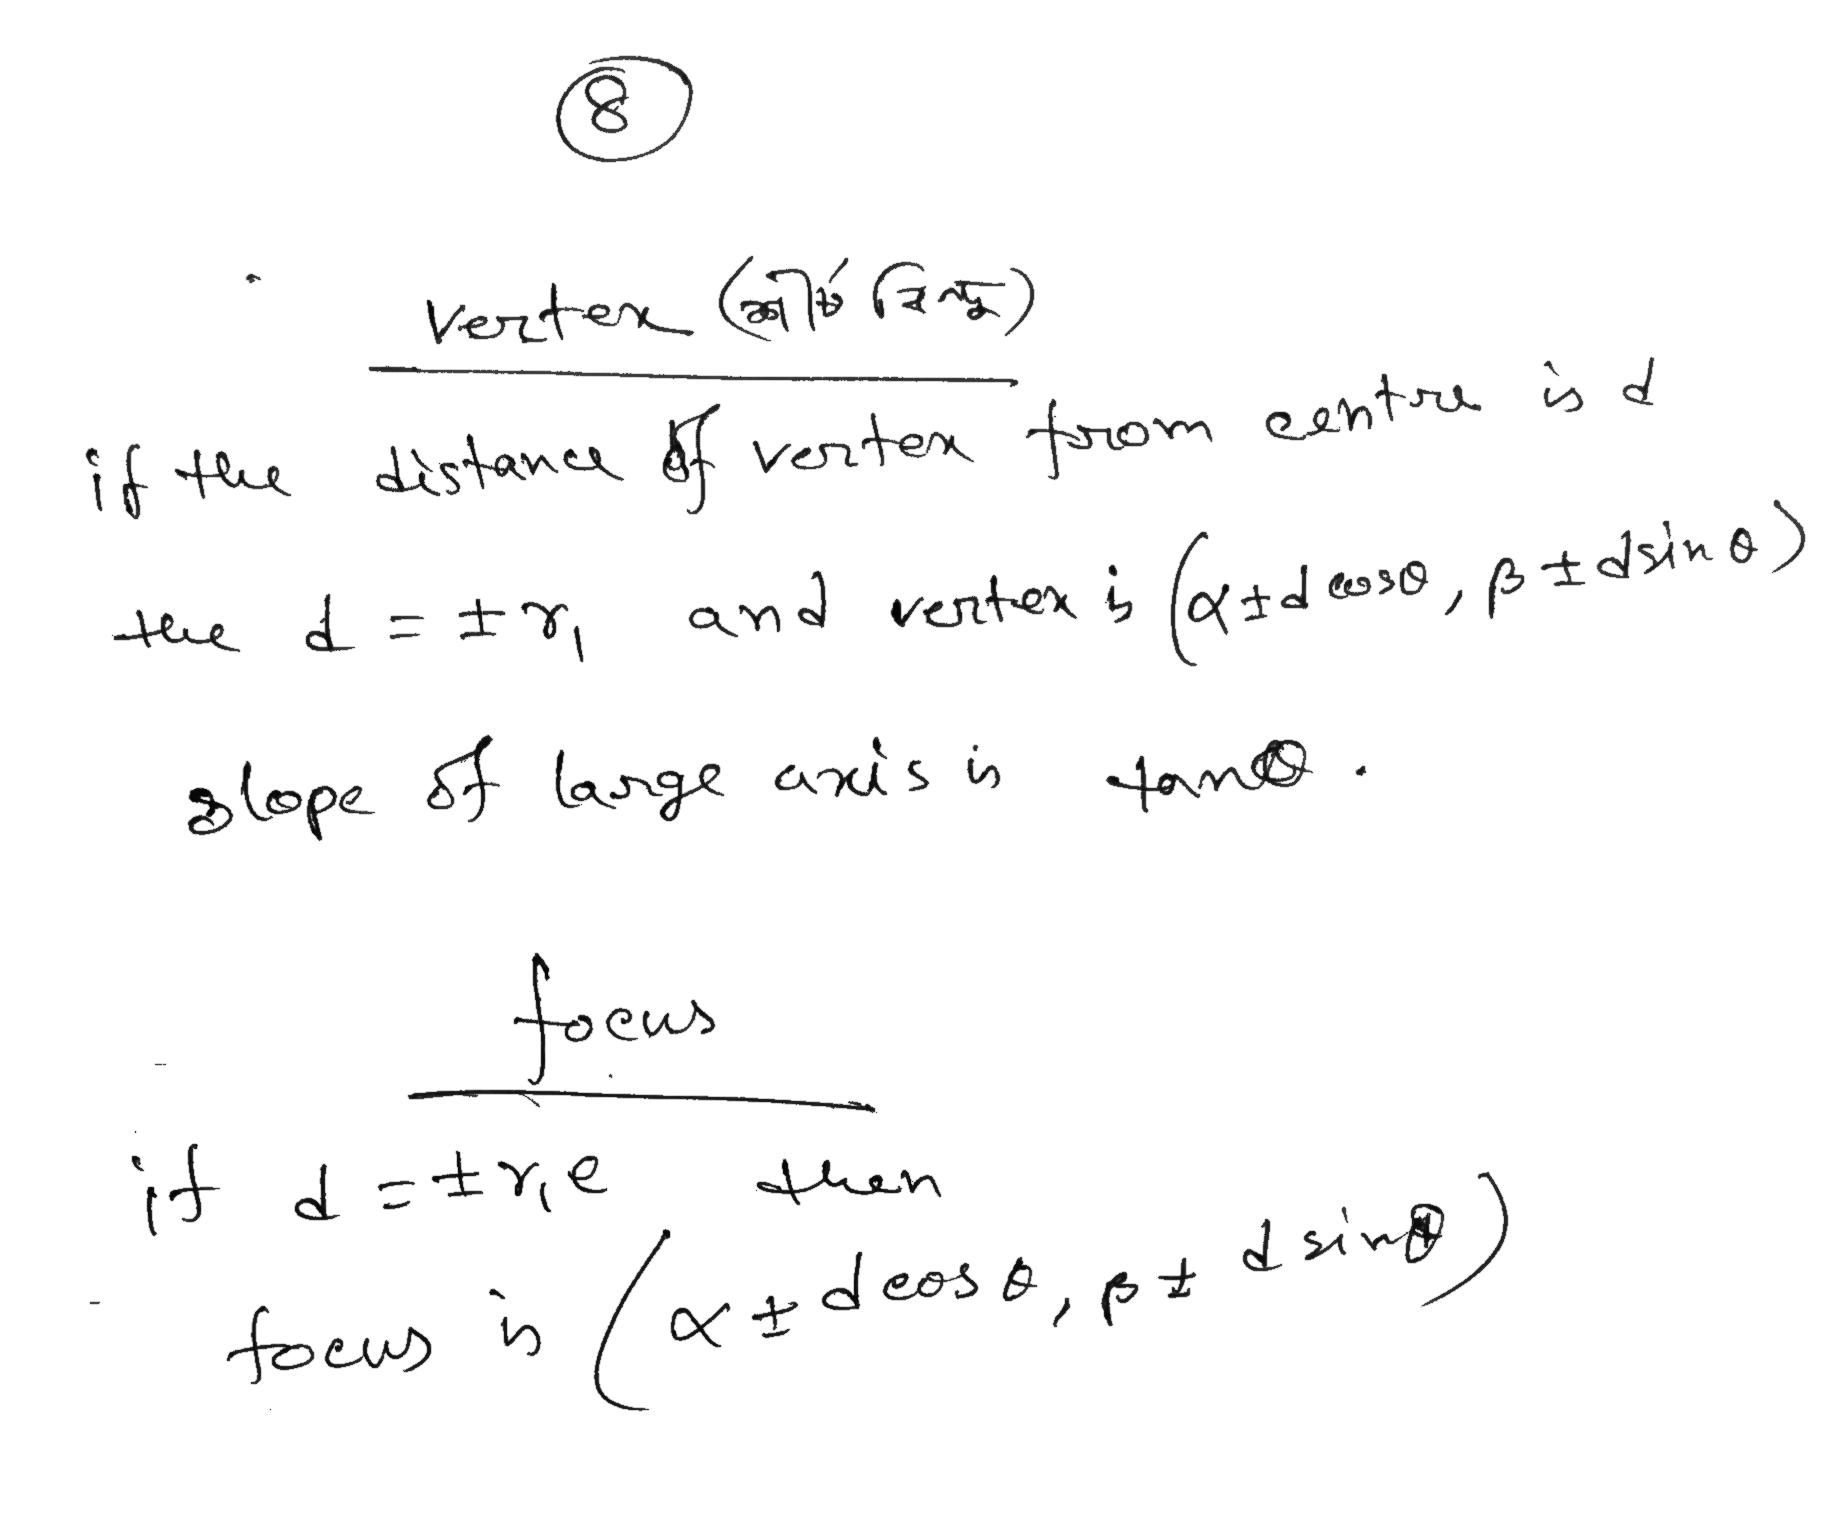 8
vertex (শীর্ষ বিন্দু)
if the distance of vertex from centre is d
the d = ± r₁ and vertex is (α ± d cosθ, β ± d sinθ)
slope of large axis is tanθ.
focus
if d = ± r₁e then
focus is (α ± d cosθ, β ± d sinθ)